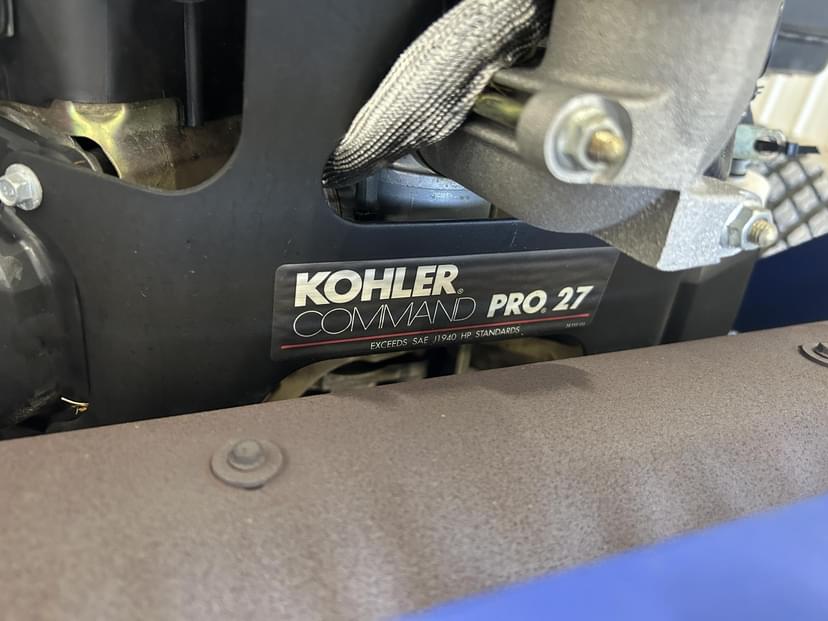 KOHLER®
COMMAND PRO® 27
EXCEEDS SAE J1940 HP STANDARDS